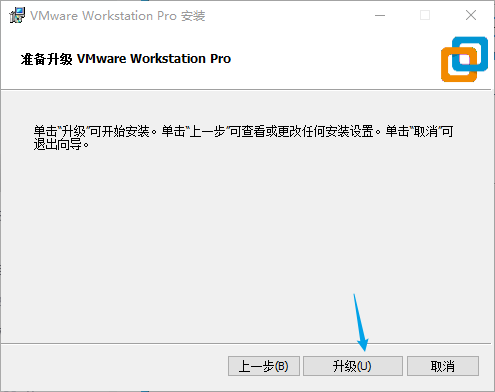 VMware Workstation Pro 安装
准备升级 VMware Workstation Pro
单击“升级”可开始安装。单击“上一步”可查看或更改任何安装设置。单击“取消”可
退出向导。
上一步(B) 升级(U) 取消